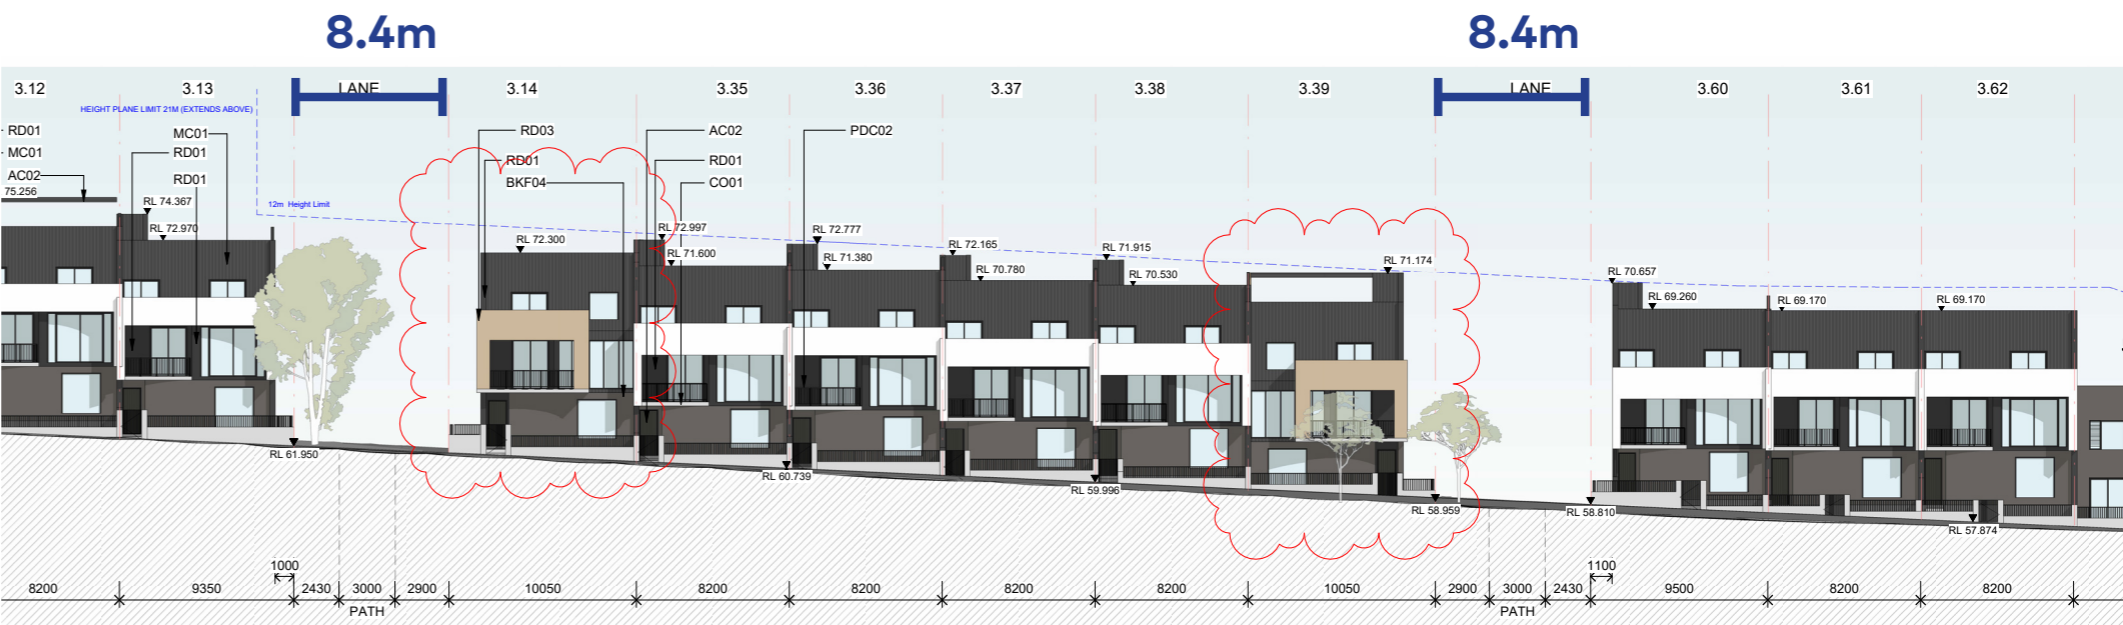 8.4m 8.4m
3.12 3.13 LANE 3.14 3.35 3.36 3.37 3.38 3.39 LANE 3.60 3.61 3.62
HEIGHT PLANE LIMIT 21M (EXTENDS ABOVE)
RD01 MC01 RD03 AC02 PDC02
MC01 RD01 RD01 RD01
AC02 RD01 BKF04 CO01
75.256
RL 74.367 12m Height Limit
RL 72.970 RL 72.300 RL 72.997 RL 72.777 RL 72.165 RL 71.915 RL 71.174
RL 71.600 RL 71.380 RL 70.780 RL 70.530 RL 70.657
RL 69.260 RL 69.170 RL 69.170
RL 61.950 RL 60.739 RL 59.996 RL 58.959 RL 58.810 RL 57.874
1000 1100
8200 9350 2430 3000 2900 10050 8200 8200 8200 8200 10050 2900 3000 2430 9500 8200 8200
PATH PATH